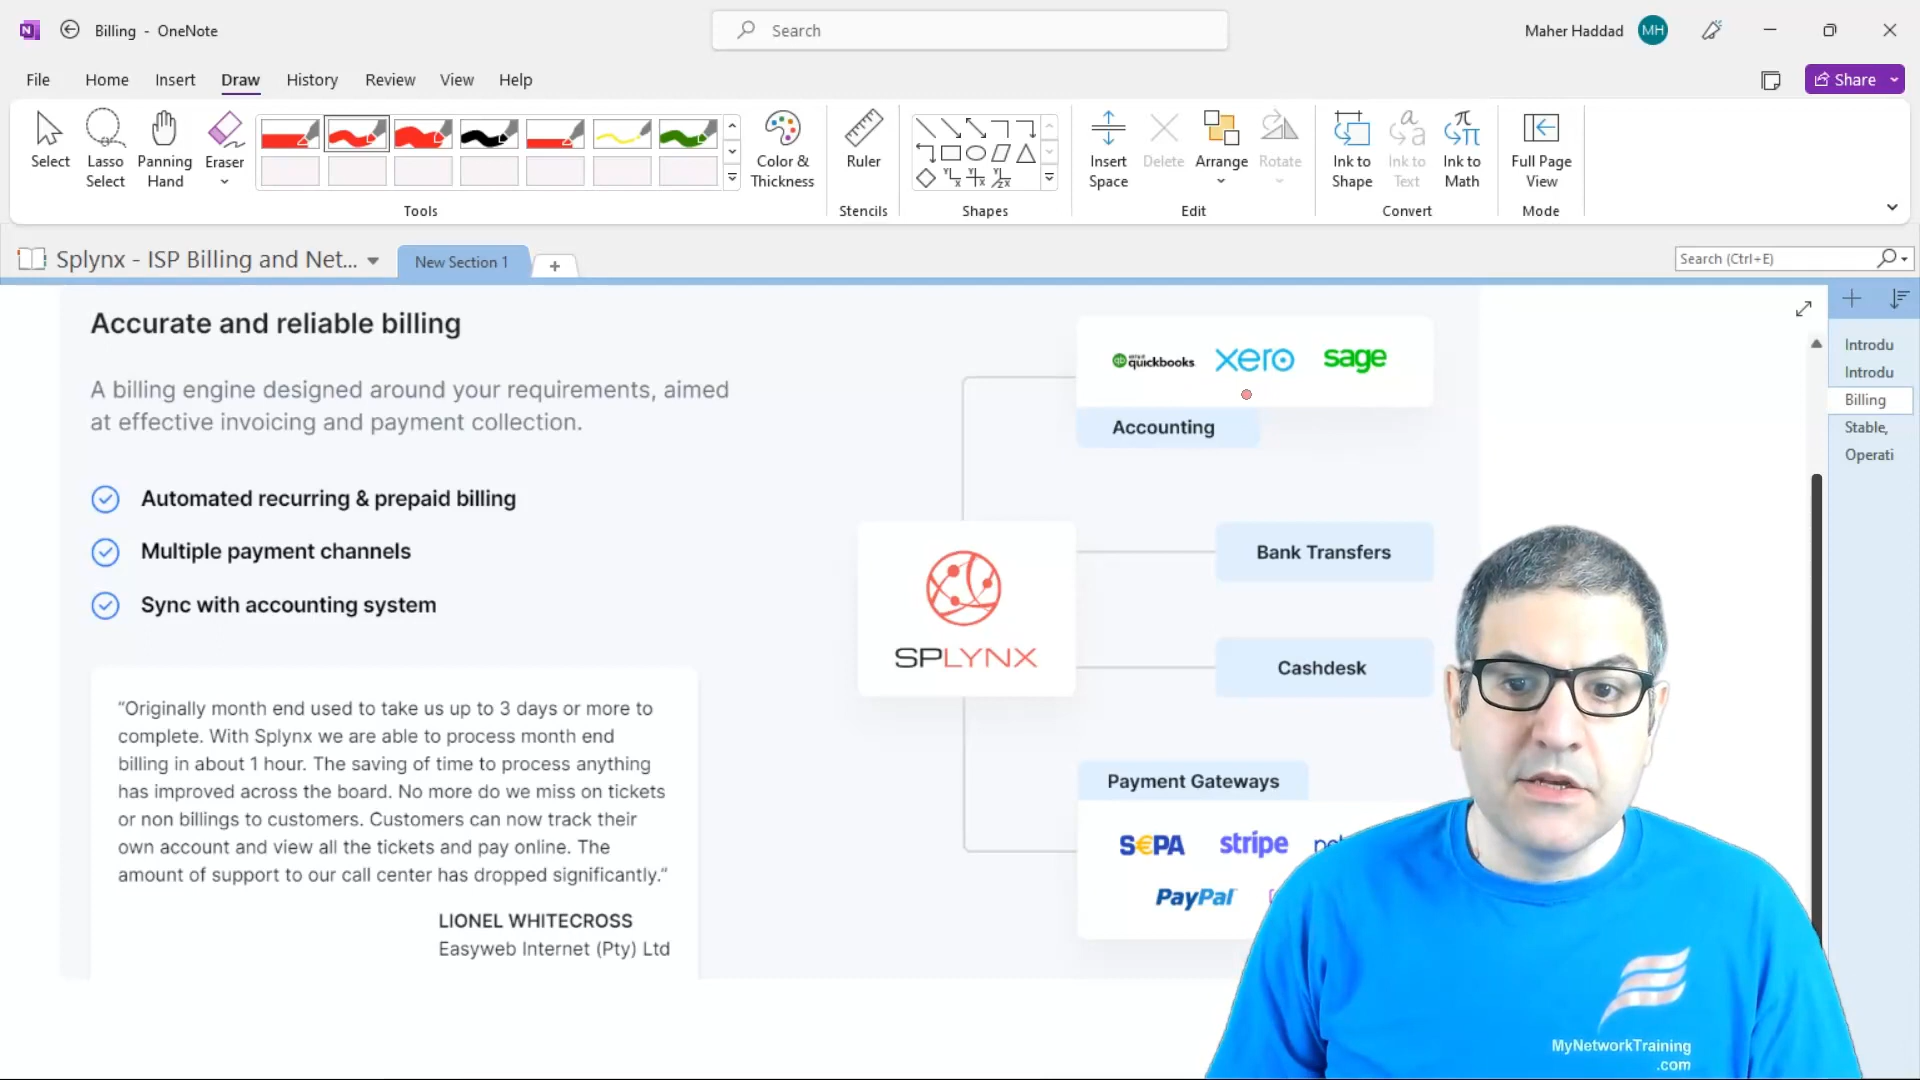 Billing - OneNote
Search
Maher Haddad
MH
File
Home
Insert
Draw
History
Review
View
Help
Share
Select
Lasso
Select
Panning
Hand
Eraser
Color &
Thickness
Ruler
Insert
Space
Delete
Arrange
Rotate
Ink to
Shape
Ink to
Text
Ink to
Math
Full Page
View
Tools
Stencils
Shapes
Edit
Convert
Mode
Splynx - ISP Billing and Net...
New Section 1
Search (Ctrl+E)
Introdu
Introdu
Billing
Stable,
Operati
Accurate and reliable billing
A billing engine designed around your requirements, aimed
at effective invoicing and payment collection.
Automated recurring & prepaid billing
Multiple payment channels
Sync with accounting system
“Originally month end used to take us up to 3 days or more to
complete. With Splynx we are able to process month end
billing in about 1 hour. The saving of time to process anything
has improved across the board. No more do we miss on tickets
or non billings to customers. Customers can now track their
own account and view all the tickets and pay online. The
amount of support to our call center has dropped significantly.”
LIONEL WHITECROSS
Easyweb Internet (Pty) Ltd
quickbooks
xero
sage
Accounting
SPLYNX
Bank Transfers
Cashdesk
Payment Gateways
S€PA
stripe
PayPal
MyNetworkTraining
.com